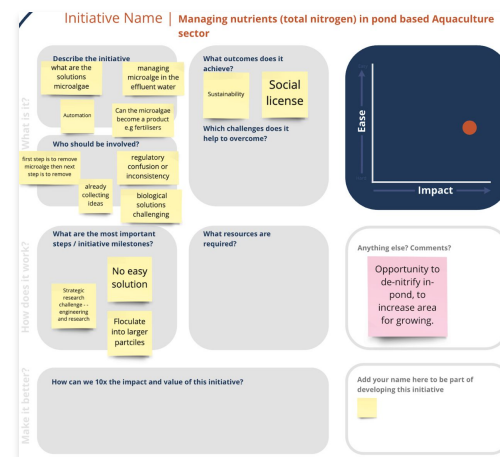 Initiative Name | Managing nutrients (total nitrogen) in pond based Aquaculture
sector
What is it?
Describe the initiative
what are the
solutions
microalgae
managing
microalge in the
effluent water
Automation
Can the microalgae
become a product
e.g fertilisers
Who should be involved?
first step is to remove
microalge then next
step is to remove
regulatory
confusion or
inconsistency
already
collecting
ideas
biological
solutions
challenging
What outcomes does it
achieve?
Sustainability
Social
license
Which challenges does it
help to overcome?
Ease
Impact
How does it work?
What are the most important
steps / initiative milestones?
No easy
solution
Strategic
research
challenge - -
engineering
and research
Floculate
into larger
partciles
What resources are
required?
Anything else? Comments?
Opportunity to
de-nitrify in-
pond, to
increase area
for growing.
Make it better?
How can we 10x the impact and value of this initiative?
Add your name here to be part of
developing this initiative